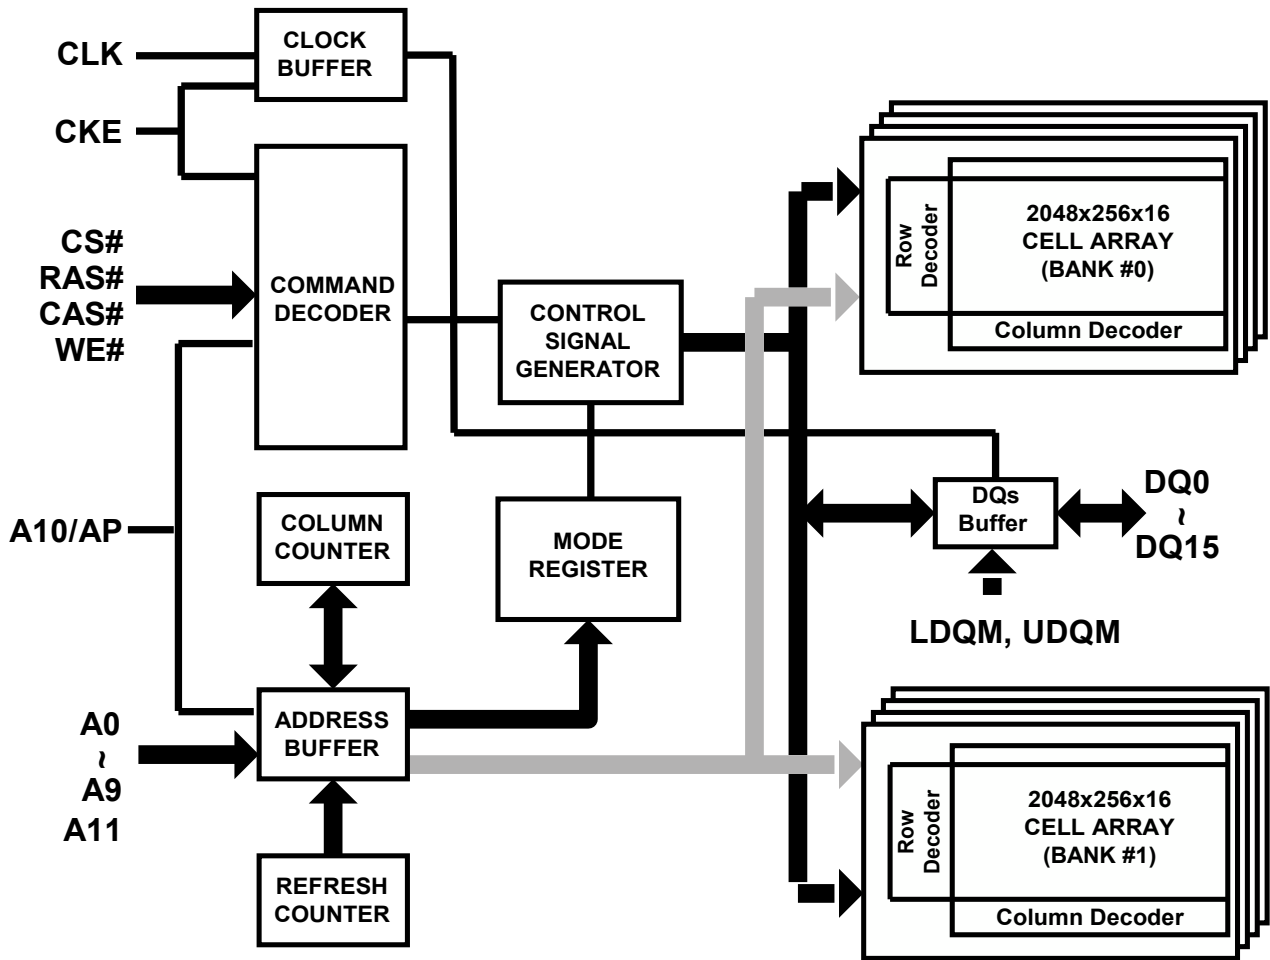 CLK
CKE
CS#
RAS#
CAS#
WE#
A10/AP
A0
~
A9
A11
CLOCK
BUFFER
COMMAND
DECODER
COLUMN
COUNTER
ADDRESS
BUFFER
REFRESH
COUNTER
CONTROL
SIGNAL
GENERATOR
MODE
REGISTER
Row
Decoder
2048x256x16
CELL ARRAY
(BANK #0)
Column Decoder
DQs
Buffer
DQ0
~
DQ15
LDQM, UDQM
Row
Decoder
2048x256x16
CELL ARRAY
(BANK #1)
Column Decoder